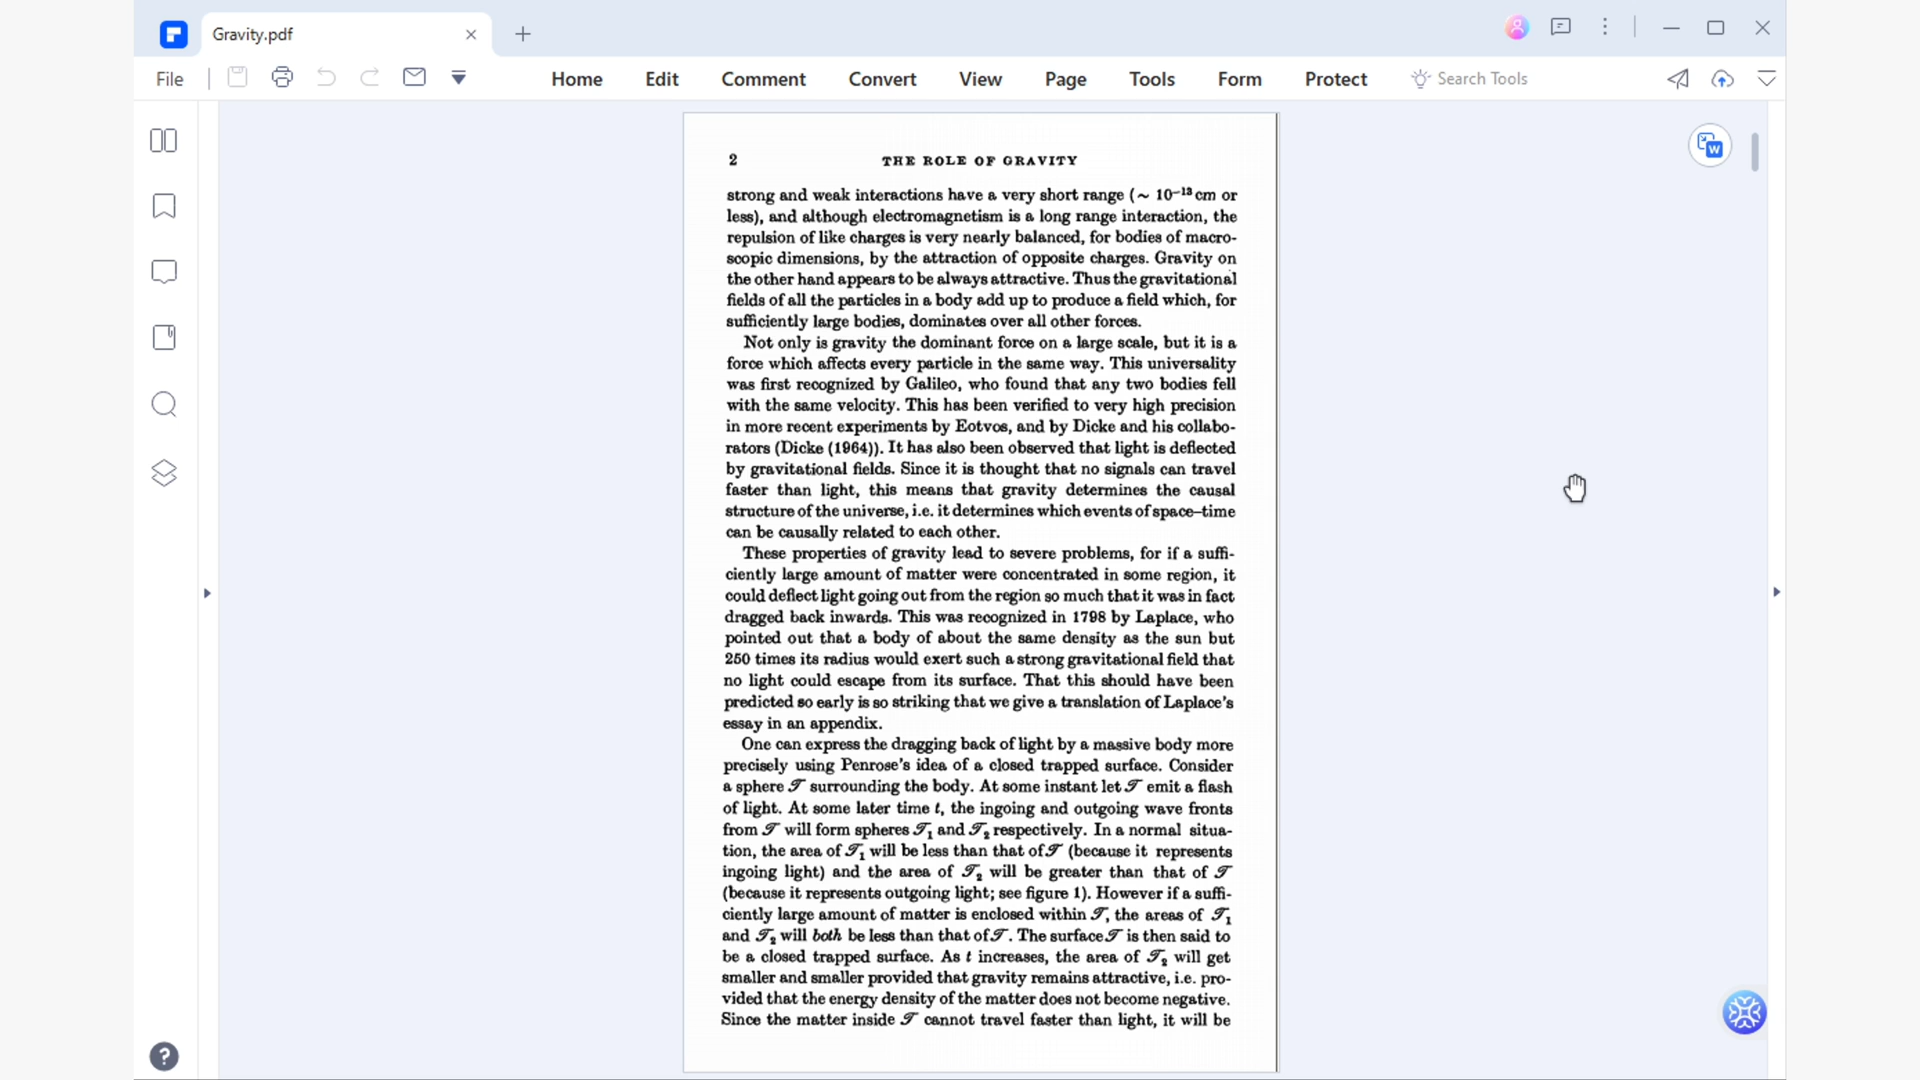 Gravity.pdf
File
Home Edit Comment Convert View Page Tools Form Protect Search Tools
W
2 THE ROLE OF GRAVITY
strong and weak interactions have a very short range (~ 10⁻¹³ cm or
less), and although electromagnetism is a long range interaction, the
repulsion of like charges is very nearly balanced, for bodies of macro-
scopic dimensions, by the attraction of opposite charges. Gravity on
the other hand appears to be always attractive. Thus the gravitational
fields of all the particles in a body add up to produce a field which, for
sufficiently large bodies, dominates over all other forces.
Not only is gravity the dominant force on a large scale, but it is a
force which affects every particle in the same way. This universality
was first recognized by Galileo, who found that any two bodies fell
with the same velocity. This has been verified to very high precision
in more recent experiments by Eotvos, and by Dicke and his collabo-
rators (Dicke (1964)). It has also been observed that light is deflected
by gravitational fields. Since it is thought that no signals can travel
faster than light, this means that gravity determines the causal
structure of the universe, i.e. it determines which events of space–time
can be causally related to each other.
These properties of gravity lead to severe problems, for if a suffi-
ciently large amount of matter were concentrated in some region, it
could deflect light going out from the region so much that it was in fact
dragged back inwards. This was recognized in 1798 by Laplace, who
pointed out that a body of about the same density as the sun but
250 times its radius would exert such a strong gravitational field that
no light could escape from its surface. That this should have been
predicted so early is so striking that we give a translation of Laplace's
essay in an appendix.
One can express the dragging back of light by a massive body more
precisely using Penrose's idea of a closed trapped surface. Consider
a sphere 𝒯 surrounding the body. At some instant let 𝒯 emit a flash
of light. At some later time t, the ingoing and outgoing wave fronts
from 𝒯 will form spheres 𝒯₁ and 𝒯₂ respectively. In a normal situa-
tion, the area of 𝒯₁ will be less than that of 𝒯 (because it represents
ingoing light) and the area of 𝒯₂ will be greater than that of 𝒯
(because it represents outgoing light; see figure 1). However if a suffi-
ciently large amount of matter is enclosed within 𝒯, the areas of 𝒯₁
and 𝒯₂ will both be less than that of 𝒯. The surface 𝒯 is then said to
be a closed trapped surface. As t increases, the area of 𝒯₂ will get
smaller and smaller provided that gravity remains attractive, i.e. pro-
vided that the energy density of the matter does not become negative.
Since the matter inside 𝒯 cannot travel faster than light, it will be
?